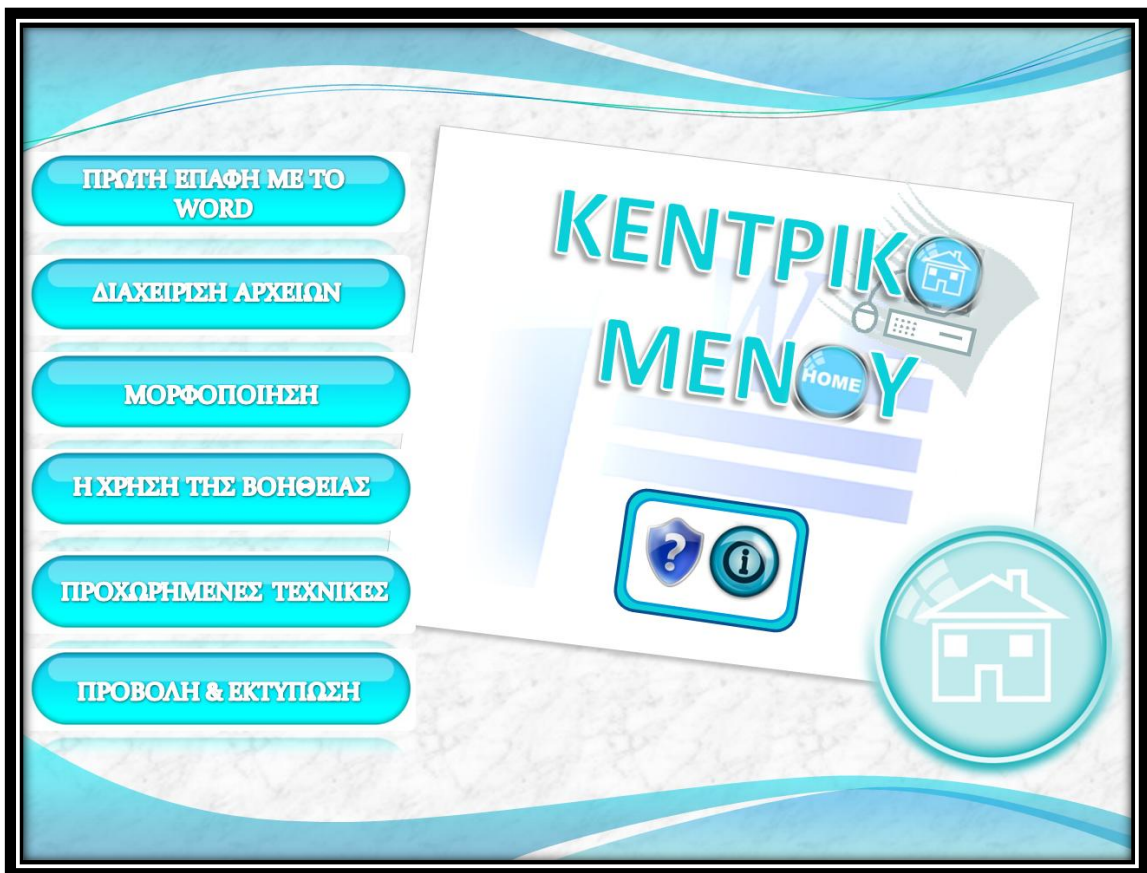 ΠΡΩΤΗ ΕΠΑΦΗ ΜΕ ΤΟ
WORD
ΔΙΑΧΕΙΡΙΣΗ ΑΡΧΕΙΩΝ
ΜΟΡΦΟΠΟΙΗΣΗ
Η ΧΡΗΣΗ ΤΗΣ ΒΟΗΘΕΙΑΣ
ΠΡΟΧΩΡΗΜΕΝΕΣ ΤΕΧΝΙΚΕΣ
ΠΡΟΒΟΛΗ & ΕΚΤΥΠΩΣΗ
ΚΕΝΤΡΙΚΟ
ΜΕΝΟΥ
HOME
W
?
i